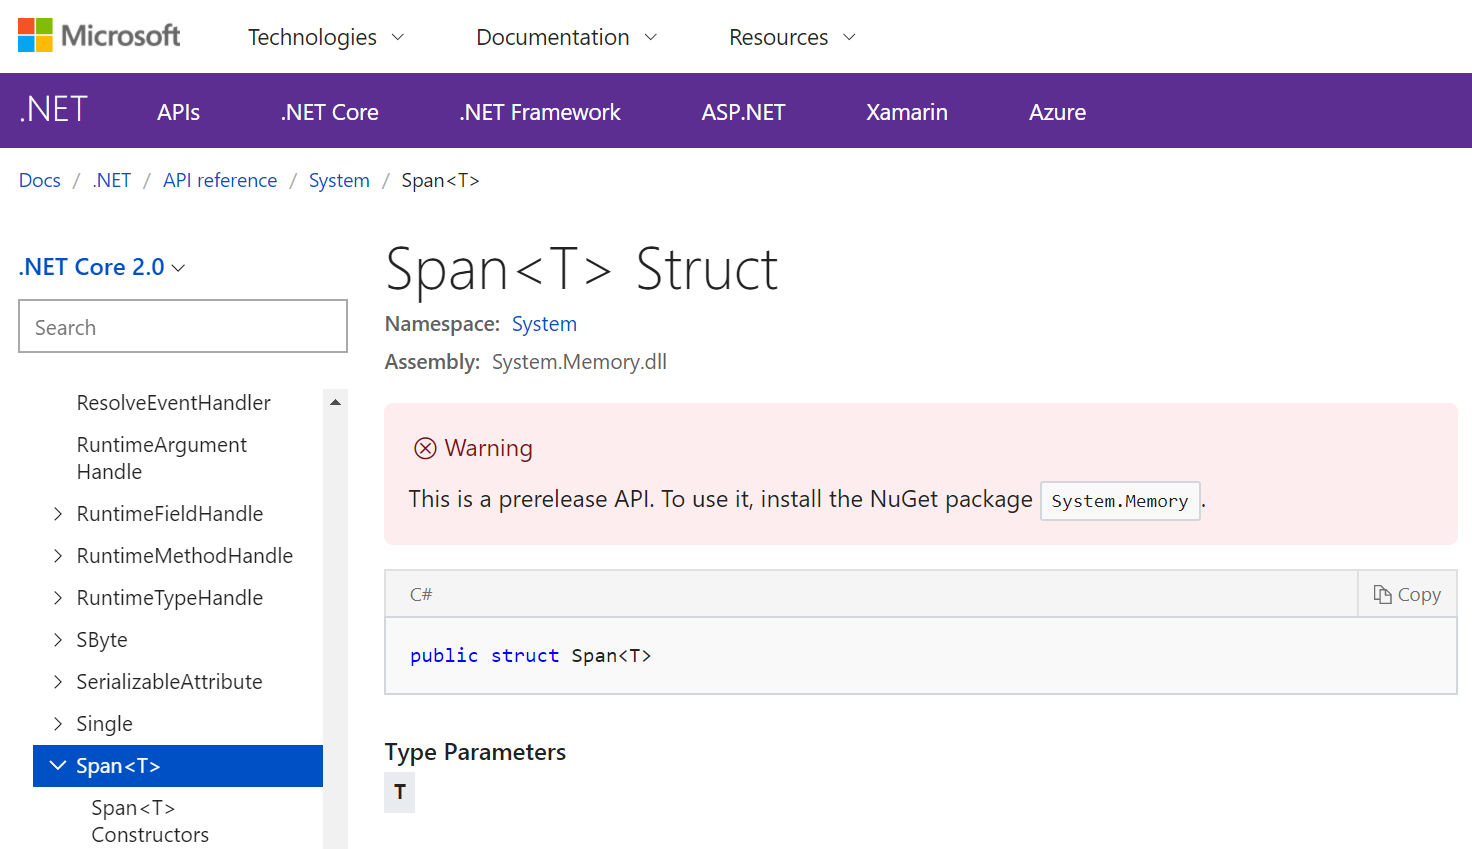 Microsoft Technologies Documentation Resources
.NET APIs .NET Core .NET Framework ASP.NET Xamarin Azure
Docs / .NET / API reference / System / Span<T>
.NET Core 2.0
Search
ResolveEventHandler
RuntimeArgument
Handle
RuntimeFieldHandle
RuntimeMethodHandle
RuntimeTypeHandle
SByte
SerializableAttribute
Single
Span<T>
Span<T>
Constructors
Span<T> Struct
Namespace: System
Assembly: System.Memory.dll
Warning
This is a prerelease API. To use it, install the NuGet package System.Memory.
C# Copy
public struct Span<T>
Type Parameters
T